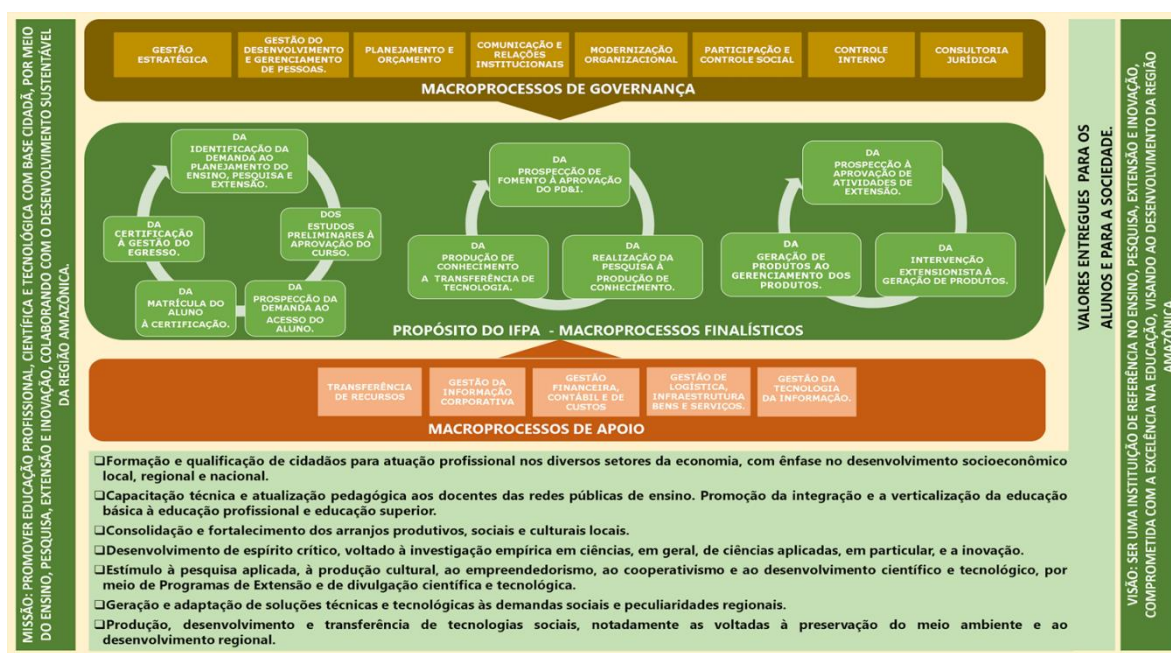 MISSÃO: PROMOVER EDUCAÇÃO PROFISSIONAL, CIENTÍFICA E TECNOLÓGICA COM BASE CIDADÃ, POR MEIO
DO ENSINO, PESQUISA, EXTENSÃO E INOVAÇÃO, COLABORANDO COM O DESENVOLVIMENTO SUSTENTÁVEL
DA REGIÃO AMAZÔNICA.
GESTÃO
ESTRATÉGICA
GESTÃO DO
DESENVOLVIMENTO
E GERENCIAMENTO
DE PESSOAS.
PLANEJAMENTO E
ORÇAMENTO
COMUNICAÇÃO E
RELAÇÕES
INSTITUCIONAIS
MODERNIZAÇÃO
ORGANIZACIONAL
PARTICIPAÇÃO E
CONTROLE SOCIAL
CONTROLE
INTERNO
CONSULTORIA
JURÍDICA
MACROPROCESSOS DE GOVERNANÇA
DA
IDENTIFICAÇÃO DA
DEMANDA AO
PLANEJAMENTO DO
ENSINO, PESQUISA E
EXTENSÃO.
DOS
ESTUDOS
PRELIMINARES À
APROVAÇÃO DO
CURSO.
DA
PROSPECÇÃO DA
DEMANDA AO
ACESSO DO ALUNO.
DA
MATRÍCULA DO
ALUNO
À CERTIFICAÇÃO.
DA
CERTIFICAÇÃO
À GESTÃO DO
EGRESSO.
DA
PROSPECÇÃO DE
FOMENTO À APROVAÇÃO
DO PD&I.
DA
REALIZAÇÃO DA
PESQUISA À
PRODUÇÃO DE
CONHECIMENTO.
DA
PRODUÇÃO DE
CONHECIMENTO
A TRANSFERÊNCIA DE
TECNOLOGIA.
DA
PROSPECÇÃO À
APROVAÇÃO DE
ATIVIDADES DE
EXTENSÃO.
DA
INTERVENÇÃO
EXTENSIONISTA À
GERAÇÃO DE PRODUTOS.
DA
GERAÇÃO DE
PRODUTOS AO
GERENCIAMENTO DOS
PRODUTOS.
PROPÓSITO DO IFPA - MACROPROCESSOS FINALÍSTICOS
TRANSFERÊNCIA
DE RECURSOS
GESTÃO DA
INFORMAÇÃO
CORPORATIVA
GESTÃO
FINANCEIRA,
CONTÁBIL E DE
CUSTOS
GESTÃO DE
LOGÍSTICA,
INFRAESTRUTURA
BENS E SERVIÇOS.
GESTÃO DA
TECNOLOGIA
DA INFORMAÇÃO.
MACROPROCESSOS DE APOIO
❑Formação e qualificação de cidadãos para atuação profissional nos diversos setores da economia, com ênfase no desenvolvimento socioeconômico
local, regional e nacional.
❑Capacitação técnica e atualização pedagógica aos docentes das redes públicas de ensino. Promoção da integração e a verticalização da educação
básica à educação profissional e educação superior.
❑Consolidação e fortalecimento dos arranjos produtivos, sociais e culturais locais.
❑Desenvolvimento de espírito crítico, voltado à investigação empírica em ciências, em geral, de ciências aplicadas, em particular, e a inovação.
❑Estímulo à pesquisa aplicada, à produção cultural, ao empreendedorismo, ao cooperativismo e ao desenvolvimento científico e tecnológico, por
meio de Programas de Extensão e de divulgação científica e tecnológica.
❑Geração e adaptação de soluções técnicas e tecnológicas às demandas sociais e peculiaridades regionais.
❑Produção, desenvolvimento e transferência de tecnologias sociais, notadamente as voltadas à preservação do meio ambiente e ao
desenvolvimento regional.
VALORES ENTREGUES PARA OS
ALUNOS E PARA A SOCIEDADE.
VISÃO: SER UMA INSTITUIÇÃO DE REFERÊNCIA NO ENSINO, PESQUISA, EXTENSÃO E INOVAÇÃO,
COMPROMETIDA COM A EXCELÊNCIA NA EDUCAÇÃO, VISANDO AO DESENVOLVIMENTO DA REGIÃO
AMAZÔNICA